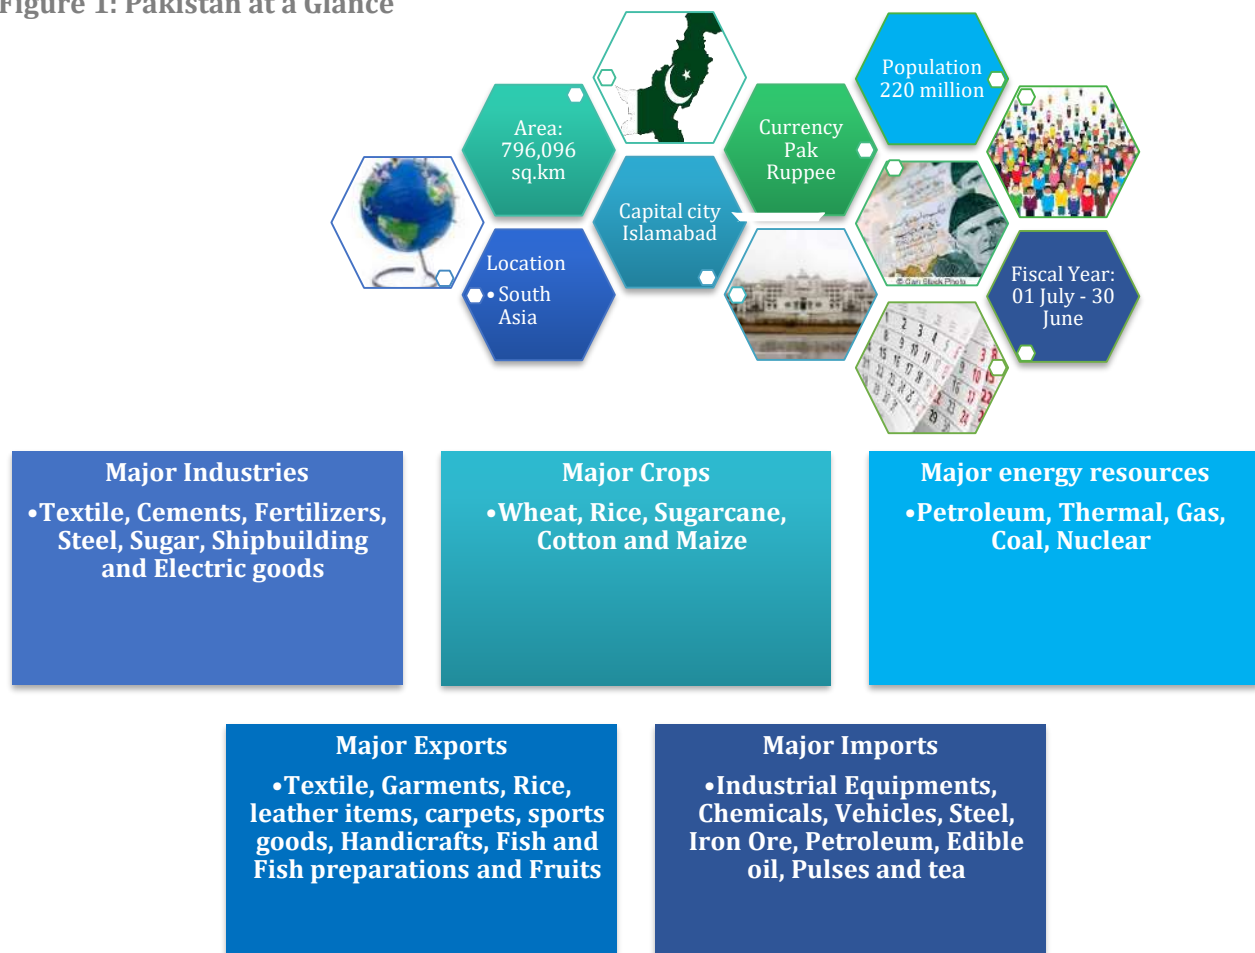 Figure 1: Pakistan at a Glance
Population
220 million
Area:
796,096
sq.km
Currency
Pak
Ruppee
Capital city
Islamabad
Location
•South
Asia
© Can Stock Photo
Fiscal Year:
01 July - 30
June
Major Industries
•Textile, Cements, Fertilizers,
Steel, Sugar, Shipbuilding
and Electric goods
Major Crops
•Wheat, Rice, Sugarcane,
Cotton and Maize
Major energy resources
•Petroleum, Thermal, Gas,
Coal, Nuclear
Major Exports
•Textile, Garments, Rice,
leather items, carpets, sports
goods, Handicrafts, Fish and
Fish preparations and Fruits
Major Imports
•Industrial Equipments,
Chemicals, Vehicles, Steel,
Iron Ore, Petroleum, Edible
oil, Pulses and tea